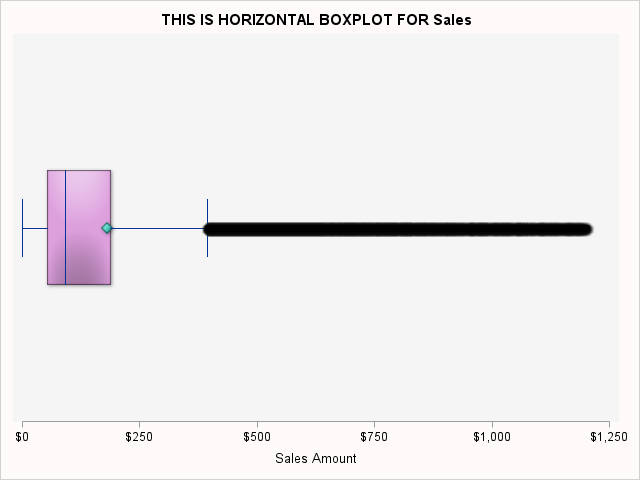 THIS IS HORIZONTAL BOXPLOT FOR Sales
$0 $250 $500 $750 $1,000 $1,250
Sales Amount